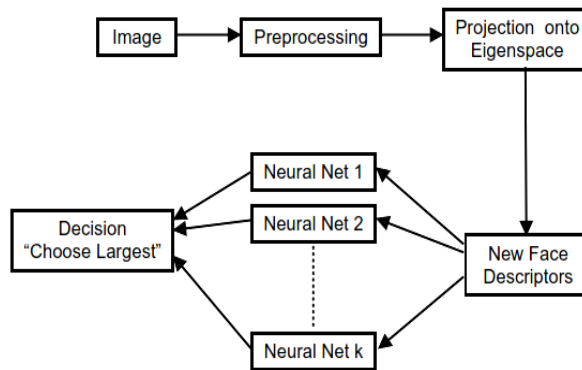 Image
Preprocessing
Projection onto
Eigenspace
Neural Net 1
Neural Net 2
Decision
“Choose Largest”
New Face
Descriptors
Neural Net k